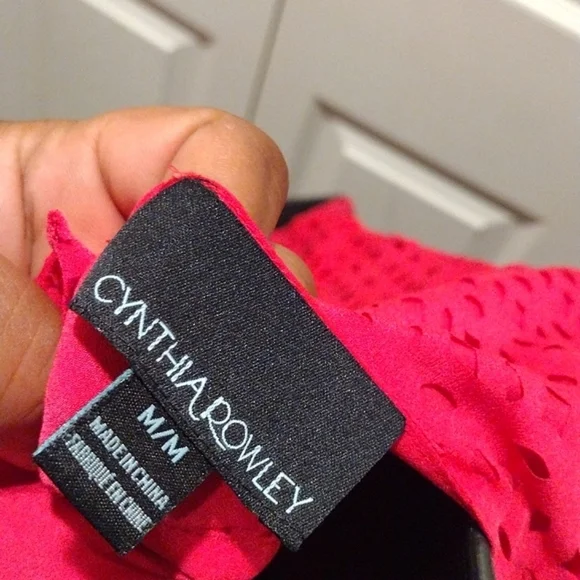 CYNTHIA ROWLEY
M/M
MADE IN CHINA
FABRIQUÉ EN CHINE